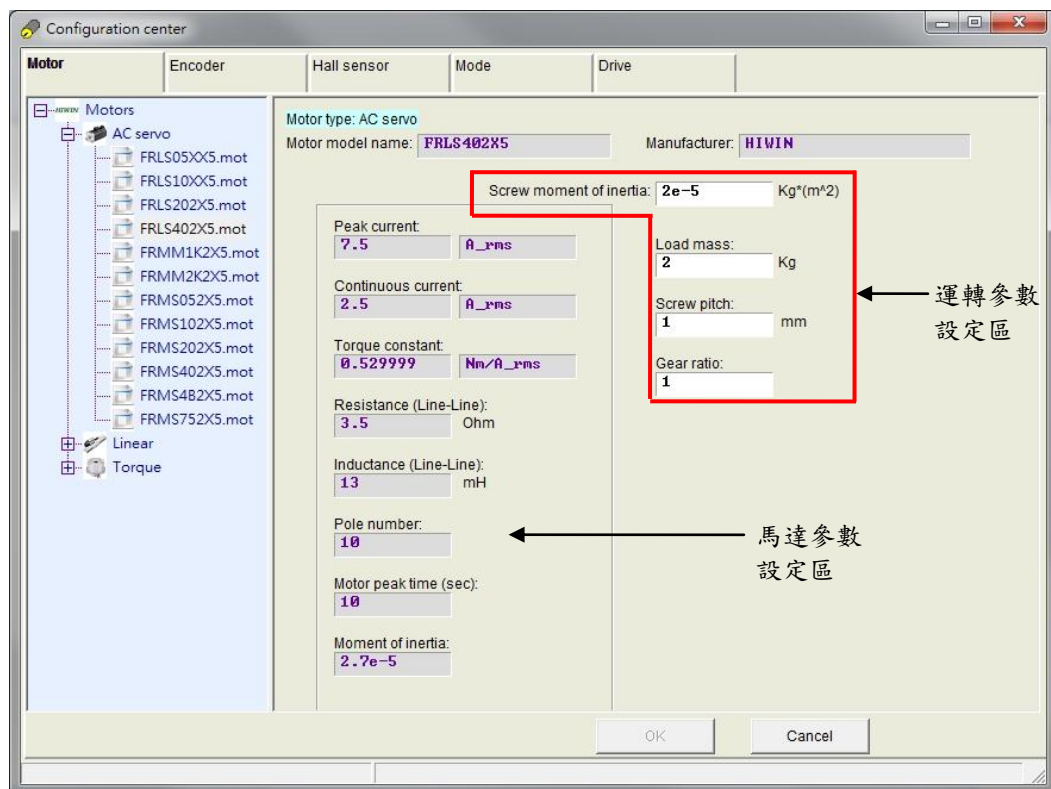 Configuration center
Motor
Encoder
Hall sensor
Mode
Drive
HIWIN Motors
AC servo
FRLS05XX5.mot
FRLS10XX5.mot
FRLS202X5.mot
FRLS402X5.mot
FRMM1K2X5.mot
FRMM2K2X5.mot
FRMS052X5.mot
FRMS102X5.mot
FRMS202X5.mot
FRMS402X5.mot
FRMS4B2X5.mot
FRMS752X5.mot
Linear
Torque
Motor type: AC servo
Motor model name: FRLS402X5
Manufacturer: HIWIN
Screw moment of inertia: 2e-5 Kg*(m^2)
Peak current:
7.5 A_rms
Continuous current:
2.5 A_rms
Torque constant:
0.529999 Nm/A_rms
Resistance (Line-Line):
3.5 Ohm
Inductance (Line-Line):
13 mH
Pole number:
10
Motor peak time (sec):
10
Moment of inertia:
2.7e-5
Load mass:
2 Kg
Screw pitch:
1 mm
Gear ratio:
1
運轉參數
設定區
馬達參數
設定區
OK
Cancel